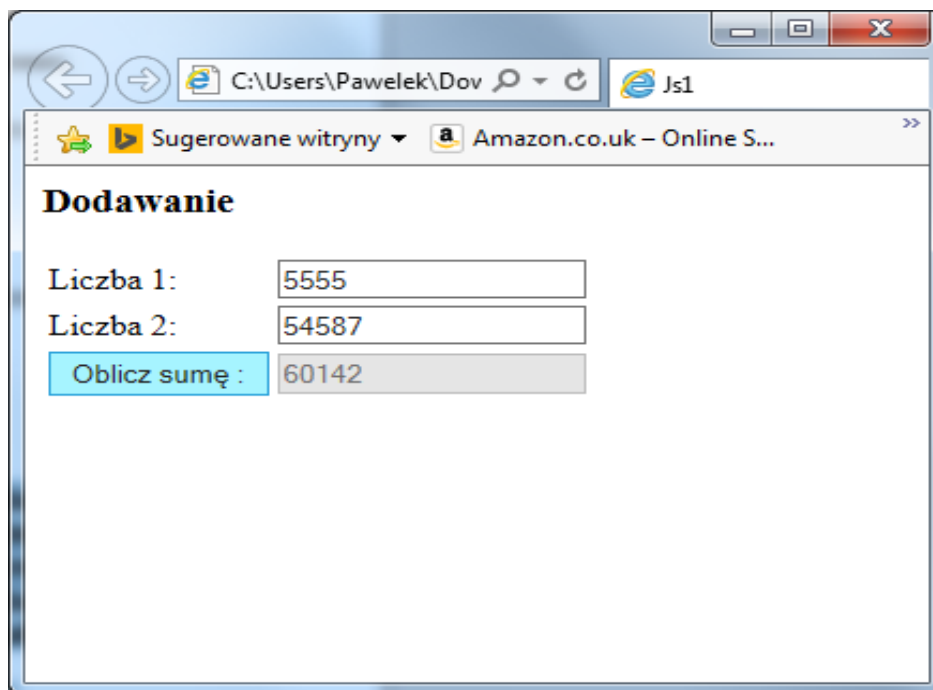 C:\Users\Pawelek\Dov
Js1
Sugerowane witryny
a Amazon.co.uk – Online S...
Dodawanie
Liczba 1: 5555
Liczba 2: 54587
Oblicz sumę : 60142